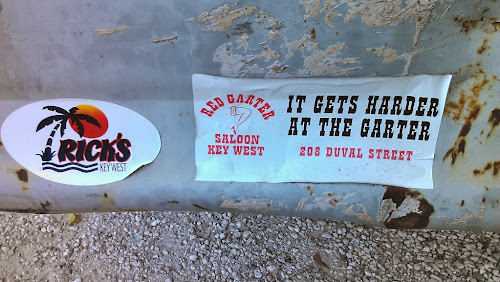 RICK'S
KEY WEST
RED GARTER
SALOON
KEY WEST
IT GETS HARDER
AT THE GARTER
208 DUVAL STREET